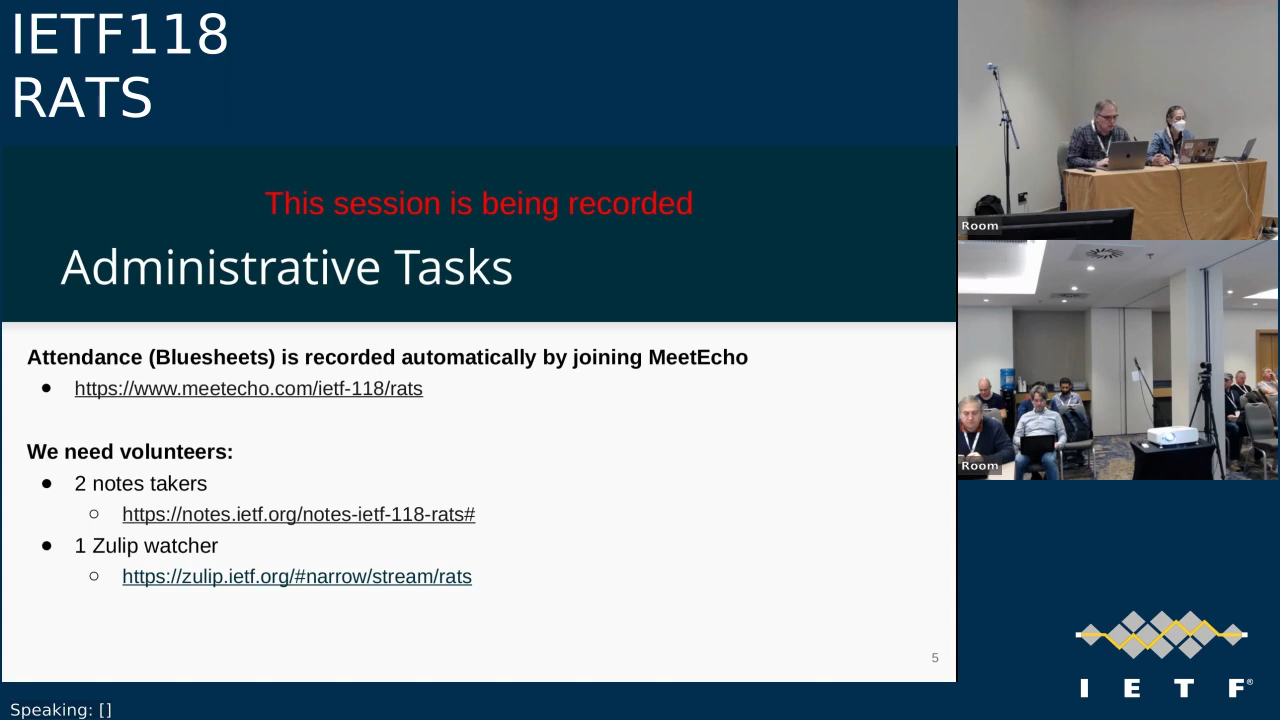 IETF118
RATS
This session is being recorded
Administrative Tasks
Attendance (Bluesheets) is recorded automatically by joining MeetEcho
● https://www.meetecho.com/ietf-118/rats
We need volunteers:
● 2 notes takers
○ https://notes.ietf.org/notes-ietf-118-rats#
● 1 Zulip watcher
○ https://zulip.ietf.org/#narrow/stream/rats
5
Room
Room
I E T F®
Speaking: []